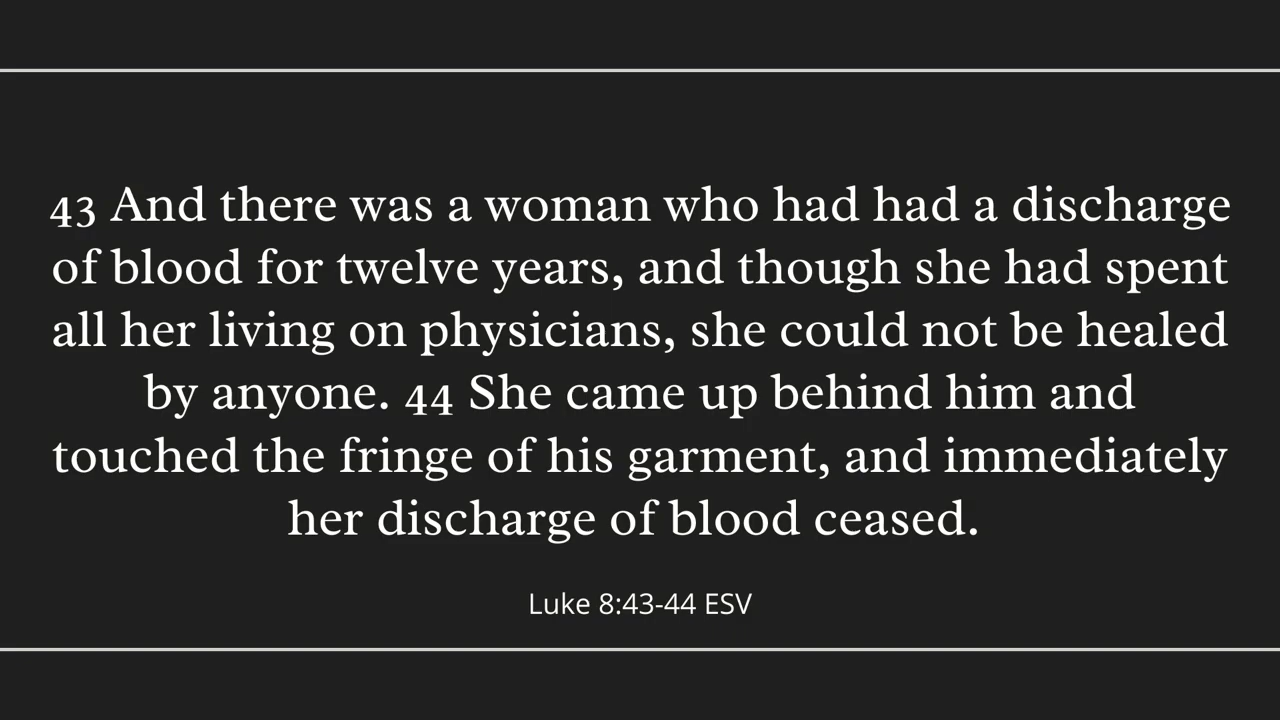 43 And there was a woman who had had a discharge
of blood for twelve years, and though she had spent
all her living on physicians, she could not be healed
by anyone. 44 She came up behind him and
touched the fringe of his garment, and immediately
her discharge of blood ceased.
Luke 8:43-44 ESV